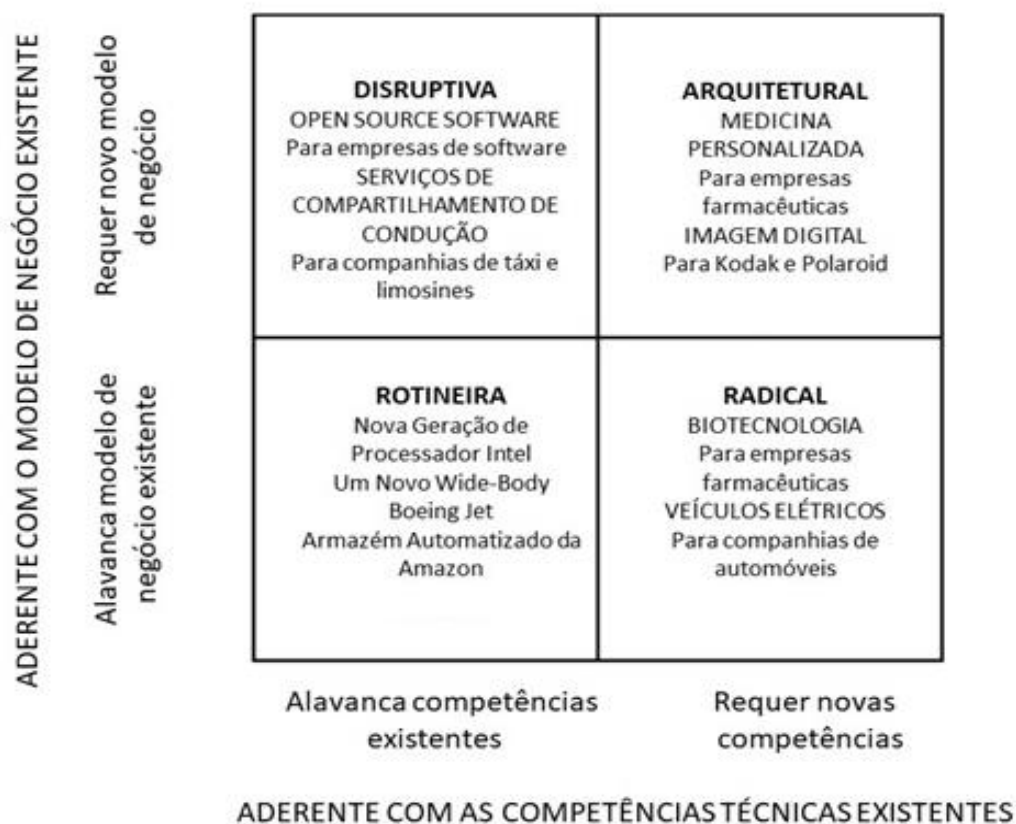 ADERENTE COM O MODELO DE NEGÓCIO EXISTENTE
Requer novo modelo
de negócio
DISRUPTIVA
OPEN SOURCE SOFTWARE
Para empresas de software
SERVIÇOS DE
COMPARTILHAMENTO DE
CONDUÇÃO
Para companhias de táxi e
limosines
ARQUITETURAL
MEDICINA
PERSONALIZADA
Para empresas
farmacêuticas
IMAGEM DIGITAL
Para Kodak e Polaroid
Alavanca modelo de
negócio existente
ROTINEIRA
Nova Geração de
Processador Intel
Um Novo Wide-Body
Boeing Jet
Armazém Automatizado da
Amazon
RADICAL
BIOTECNOLOGIA
Para empresas
farmacêuticas
VEÍCULOS ELÉTRICOS
Para companhias de
automóveis
Alavanca competências
existentes
Requer novas
competências
ADERENTE COM AS COMPETÊNCIAS TÉCNICAS EXISTENTES